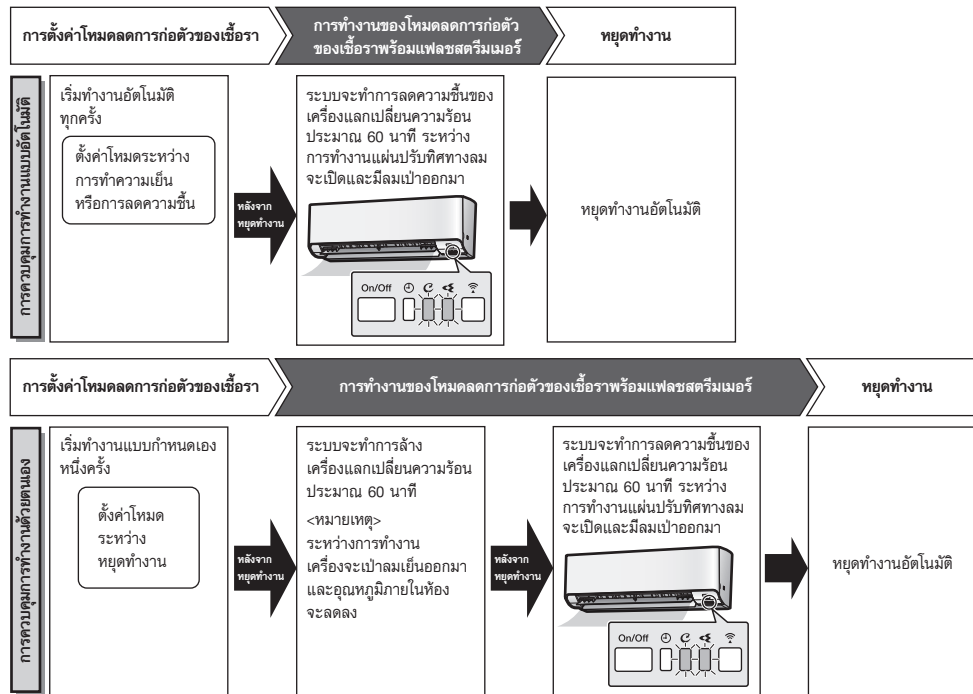 การตั้งค่าโหมดลดการก่อตัวของเชื้อรา
การทำงานของโหมดลดการก่อตัว
ของเชื้อราพร้อมแฟลชสตรีมเมอร์
หยุดทำงาน
การควบคุมการทำงานแบบอัตโนมัติ
เริ่มทำงานอัตโนมัติ
ทุกครั้ง
ตั้งค่าโหมดระหว่าง
การทำความเย็น
หรือการลดความชื้น
หลังจาก
หยุดทำงาน
ระบบจะทำการลดความชื้นของ
เครื่องแลกเปลี่ยนความร้อน
ประมาณ 60 นาที ระหว่าง
การทำงานแผ่นปรับทิศทางลม
จะเปิดและมีลมเป่าออกมา
On/Off
หยุดทำงานอัตโนมัติ
การตั้งค่าโหมดลดการก่อตัวของเชื้อรา
การทำงานของโหมดลดการก่อตัวของเชื้อราพร้อมแฟลชสตรีมเมอร์
หยุดทำงาน
การควบคุมการทำงานด้วยตนเอง
เริ่มทำงานแบบกำหนดเอง
หนึ่งครั้ง
ตั้งค่าโหมด
ระหว่าง
หยุดทำงาน
หลังจาก
หยุดทำงาน
ระบบจะทำการล้าง
เครื่องแลกเปลี่ยนความร้อน
ประมาณ 60 นาที
<หมายเหตุ>
ระหว่างการทำงาน
เครื่องจะเป่าลมเย็นออกมา
และอุณหภูมิภายในห้อง
จะลดลง
หลังจาก
หยุดทำงาน
ระบบจะทำการลดความชื้นของ
เครื่องแลกเปลี่ยนความร้อน
ประมาณ 60 นาที ระหว่าง
การทำงานแผ่นปรับทิศทางลม
จะเปิดและมีลมเป่าออกมา
On/Off
หยุดทำงานอัตโนมัติ